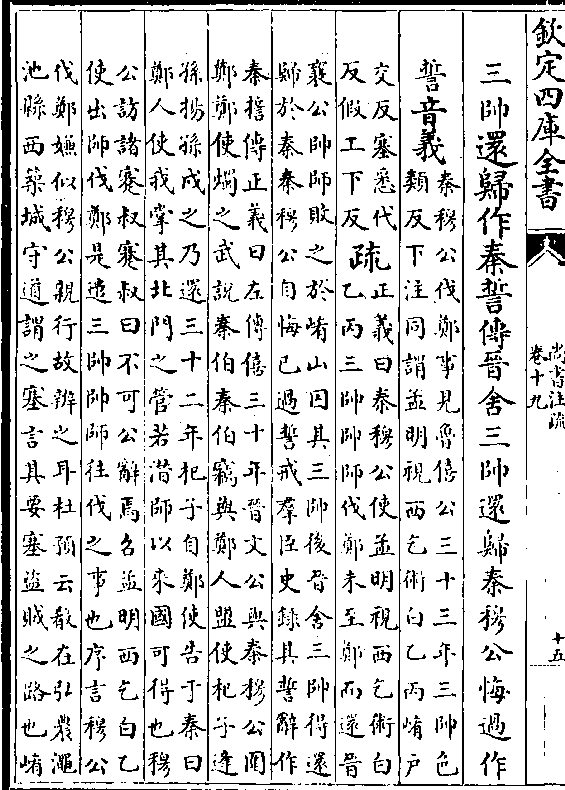 欽定四庫全書
尚書注疏
卷十九
十五
三帥還歸作秦誓傳晉舍三帥還歸秦穆公悔過作
誓音義
秦穆公伐鄭事見魯僖公三十三年三帥色
類反下注同謂孟明視西乞術白乙丙崤戸
交反塞悉代
反假工下反
疏
正義曰秦穆公使孟明視西乞術白
乙丙三帥帥師伐鄭未至鄭而還晉
襄公帥師敗之於崤山囚其三帥後晉舍三帥得還
歸於秦秦穆公自悔已過誓戒羣臣史録其誓辭作
秦誓傳正義曰左傳僖三十年晉文公與秦穆公圍
鄭鄭使燭之武說秦伯秦伯竊與鄭人盟使杞子逢
孫揚孫戍之乃還三十二年杞子自鄭使告于秦曰
鄭人使我掌其北門之管若潛師以來國可得也穆
公訪諸蹇叔蹇叔曰不可公辭焉召孟明西乞白乙
使出師伐鄭是遣三帥帥師往伐之事也序言穆公
伐鄭嫌似穆公親行故辨之耳杜預云殽在弘農澠
池縣西築城守道謂之塞言其要塞盜賊之路也崤